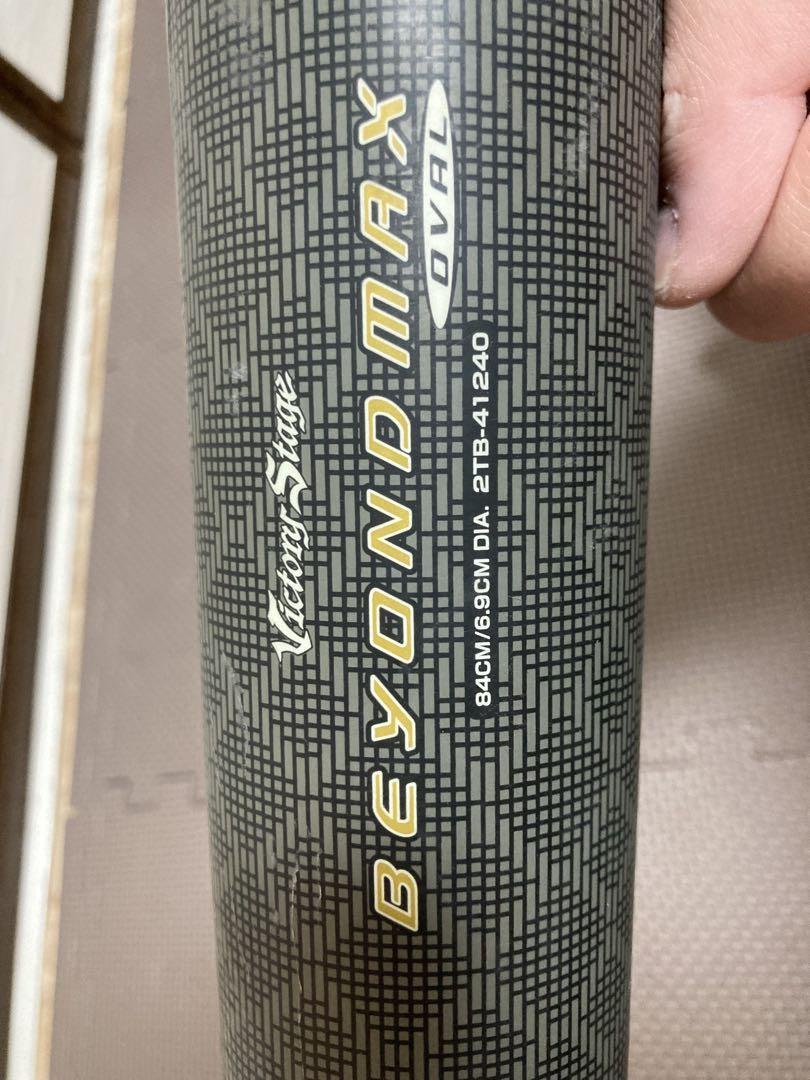 Victory Stage
BEYONDMAX
OVAL
84CM/6.9CM DIA. 2TB-41240